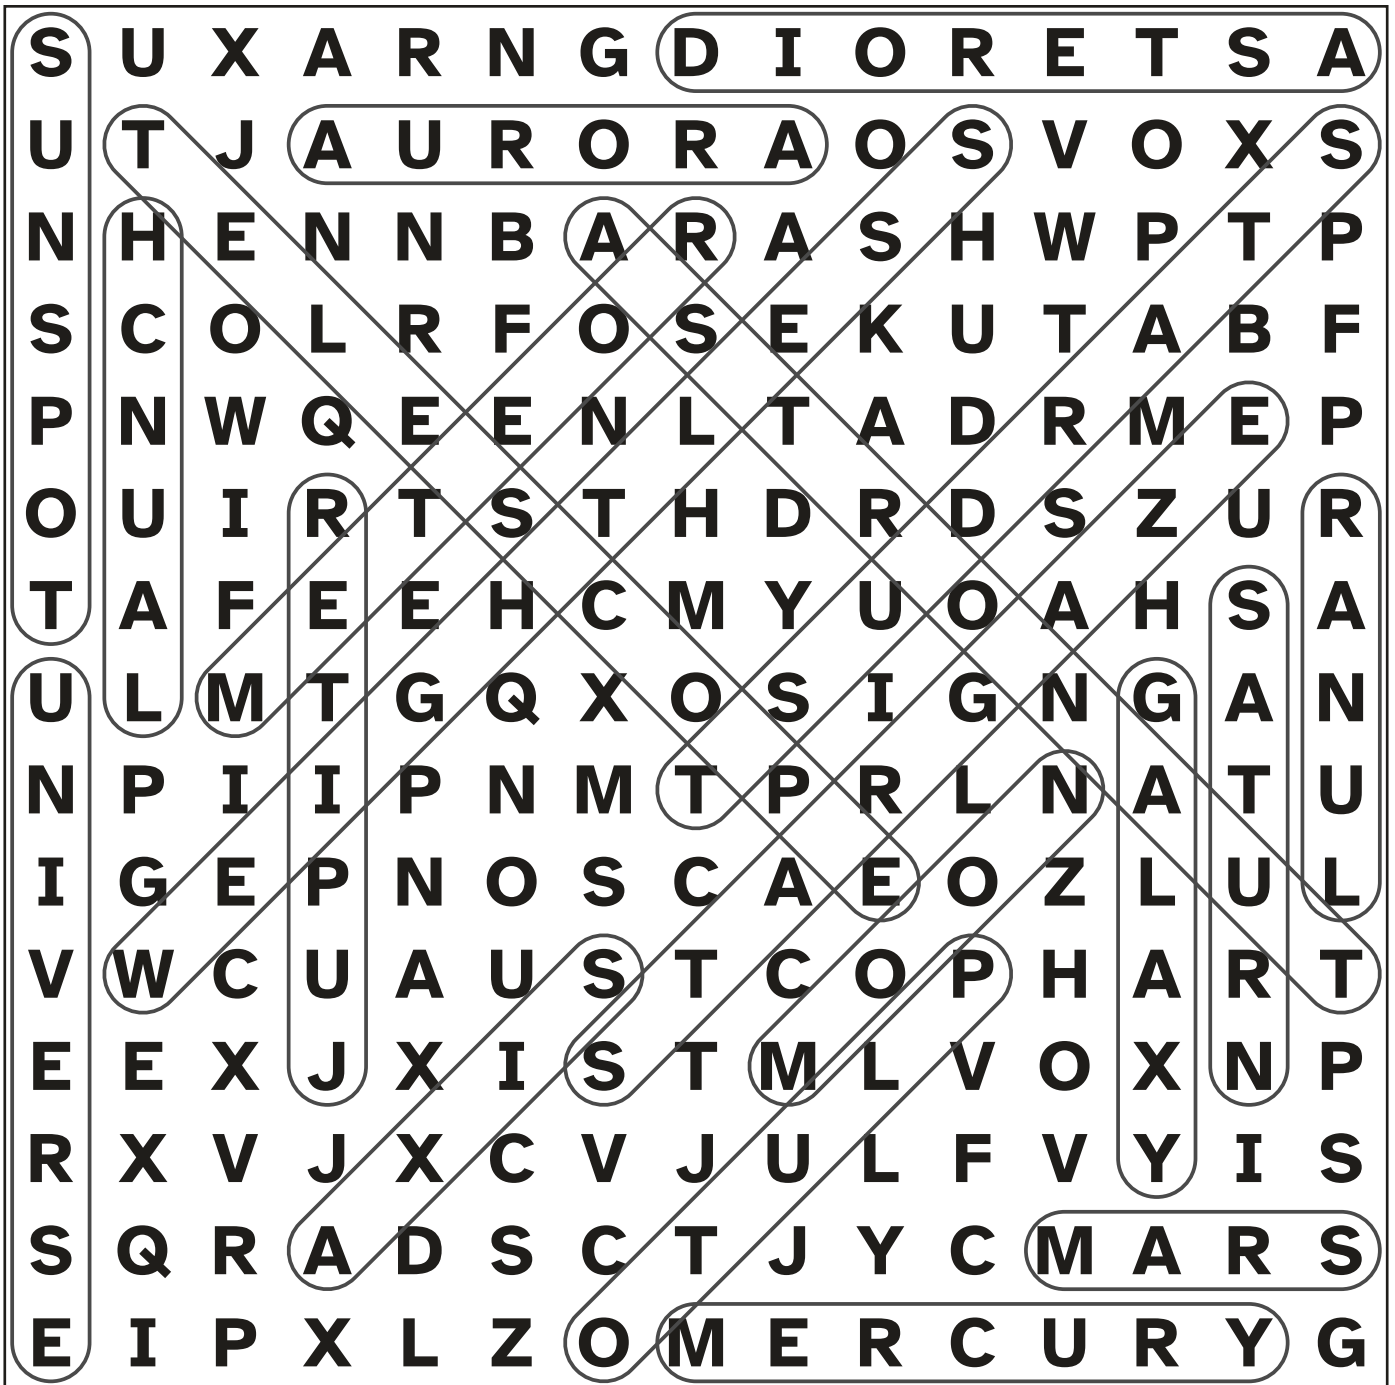 S U X A R N G D I O R E T S A
U T J A U R O R A O S V O X S
N H E N N B A R A S H W P T P
S C O L R F O S E K U T A B F
P N W Q E E N L T A D R M E P
O U I R T S T H D R D S Z U R
T A F E E H C M Y U O A H S A
U L M T G Q X O S I G N G A N
N P I I P N M T P R L N A T U
I G E P N O S C A E O Z L U L
V W C U A U S T C O P H A R T
E E X J X I S T M L V O X N P
R X V J X C V J U L F V Y I S
S Q R A D S C T J Y C M A R S
E I P X L Z O M E R C U R Y G